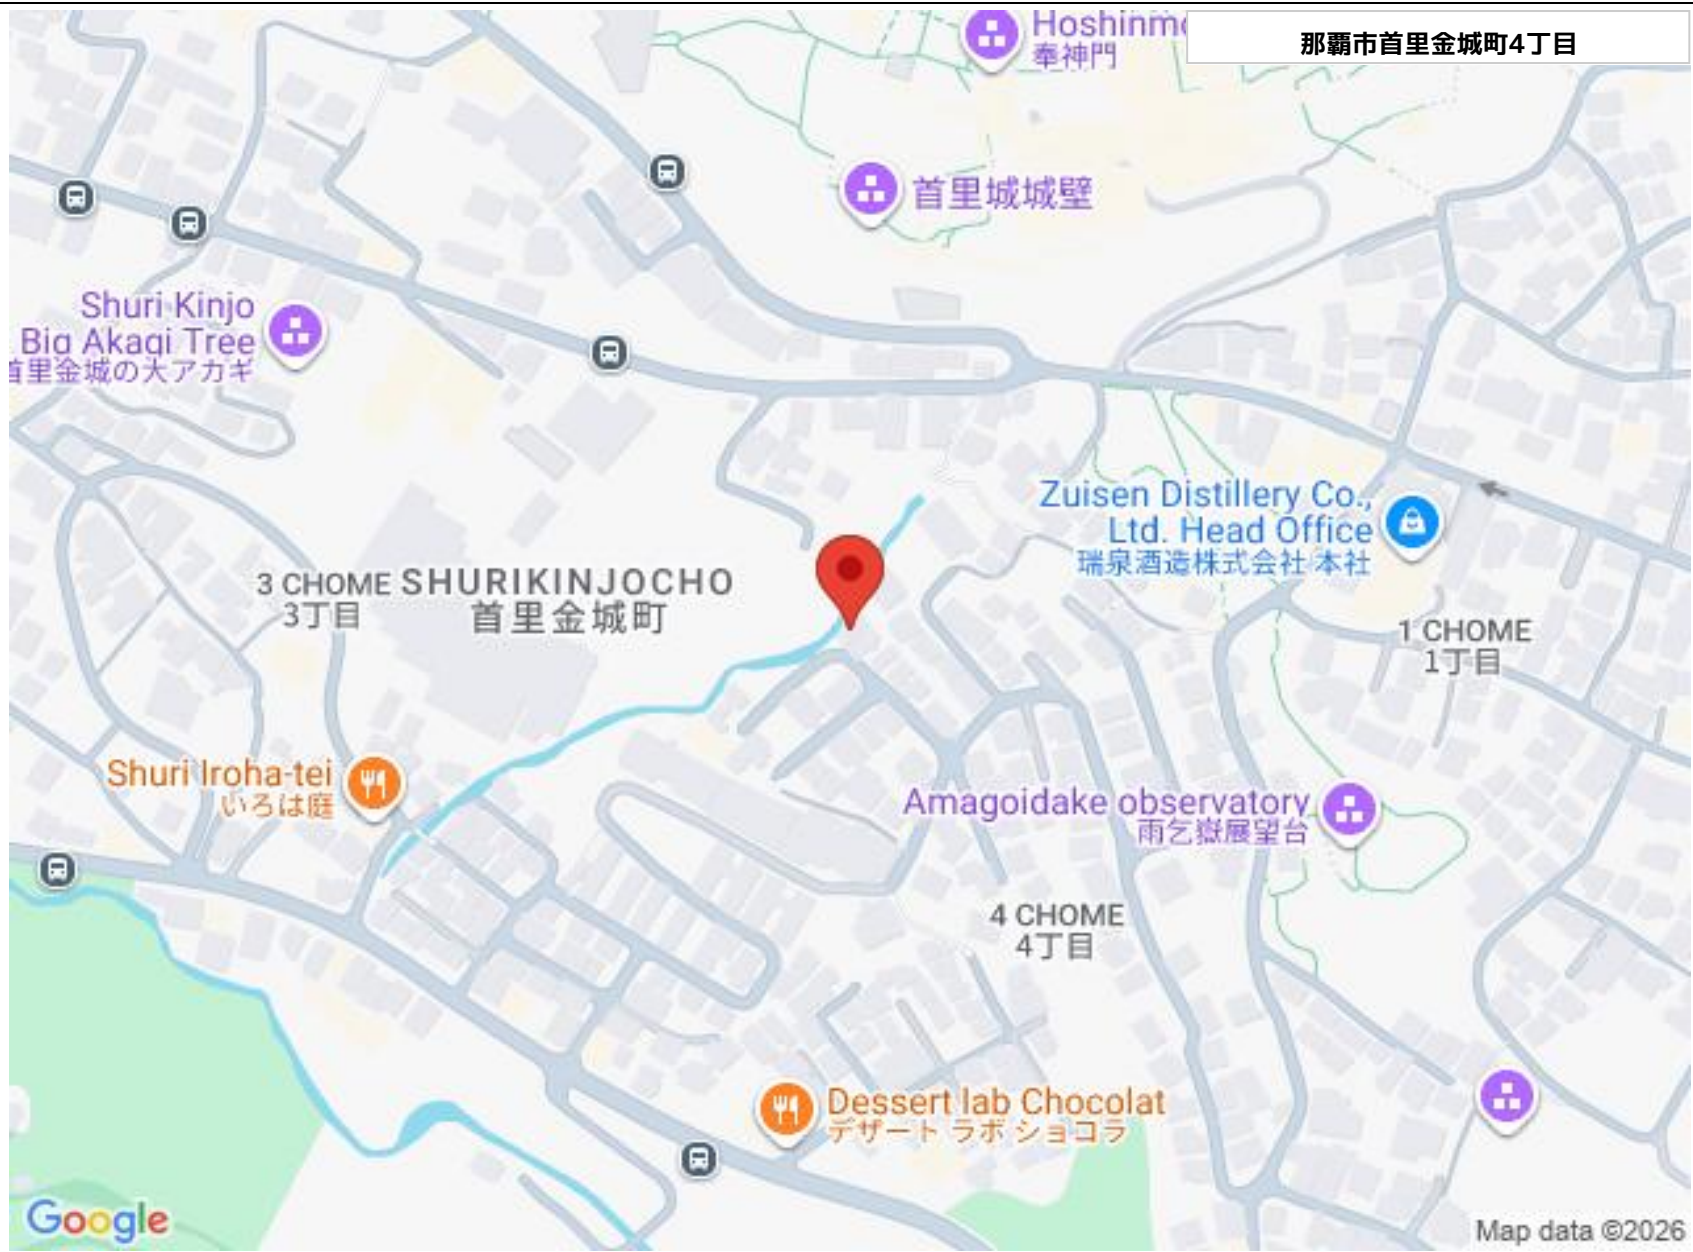 Hoshinm
奉神門
那覇市首里金城町4丁目
首里城城壁
Shuri Kinjo
Big Akagi Tree
首里金城の大アカギ
Zuisen Distillery Co.,
Ltd. Head Office
瑞泉酒造株式会社 本社
3 CHOME
3丁目
SHURIKINJOCHO
首里金城町
1 CHOME
1丁目
Shuri Iroha-tei
いろは庭
Amagoidake observatory
雨乞嶽展望台
4 CHOME
4丁目
Dessert lab Chocolat
デザート ラボ ショコラ
Google
Map data ©2026